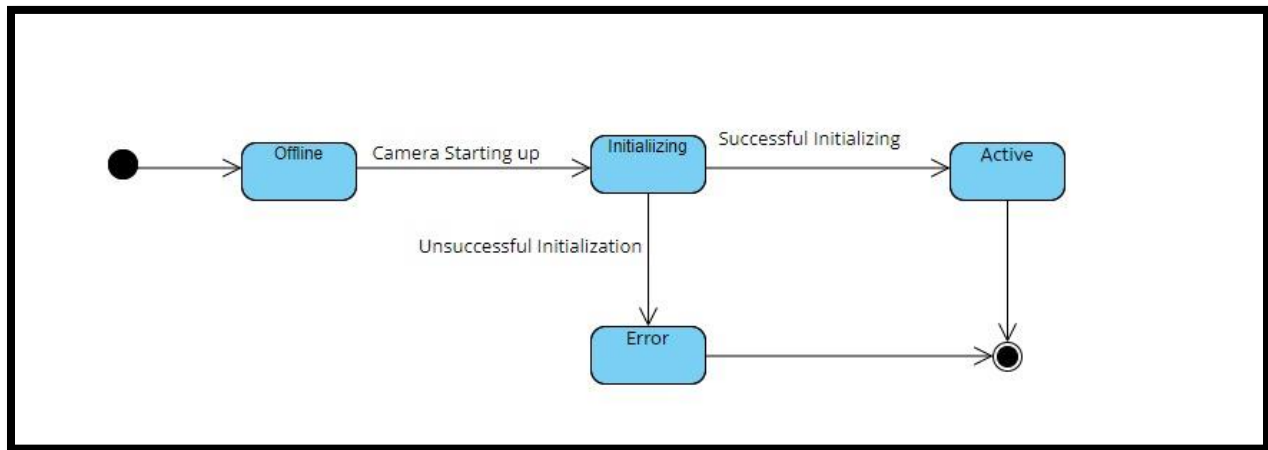 Offline
Camera Starting up
Initialiizing
Successful Initializing
Active
Unsuccessful Initialization
Error